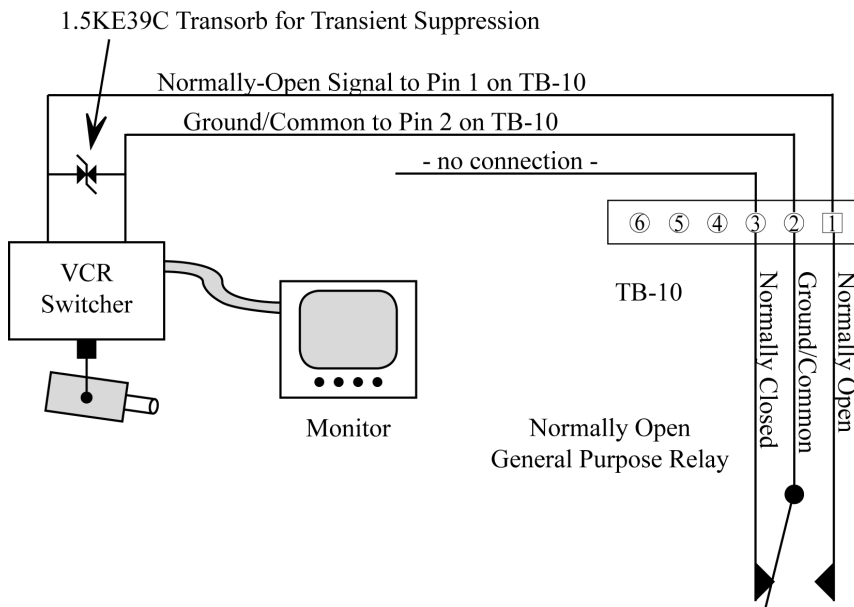 1.5KE39C Transorb for Transient Suppression
Normally-Open Signal to Pin 1 on TB-10
Ground/Common to Pin 2 on TB-10
- no connection -
6 5 4 3 2 1
VCR
Switcher
TB-10
Normally Closed
Ground/Common
Normally Open
Monitor
Normally Open
General Purpose Relay